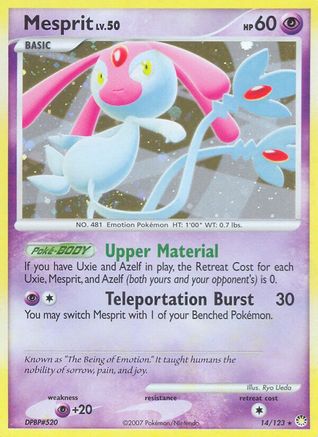 Mesprit LV.50 HP 60
BASIC
NO. 481 Emotion Pokémon HT: 1'00" WT: 0.7 lbs.
Poké-BODY Upper Material
If you have Uxie and Azelf in play, the Retreat Cost for each
Uxie, Mesprit, and Azelf (both yours and your opponent's) is 0.
Teleportation Burst 30
You may switch Mesprit with 1 of your Benched Pokémon.
Known as "The Being of Emotion." It taught humans the
nobility of sorrow, pain, and joy.
Illus. Ryo Ueda
weakness resistance retreat cost
+20
DPBP#520 ©2007 Pokémon/Nintendo 14/123